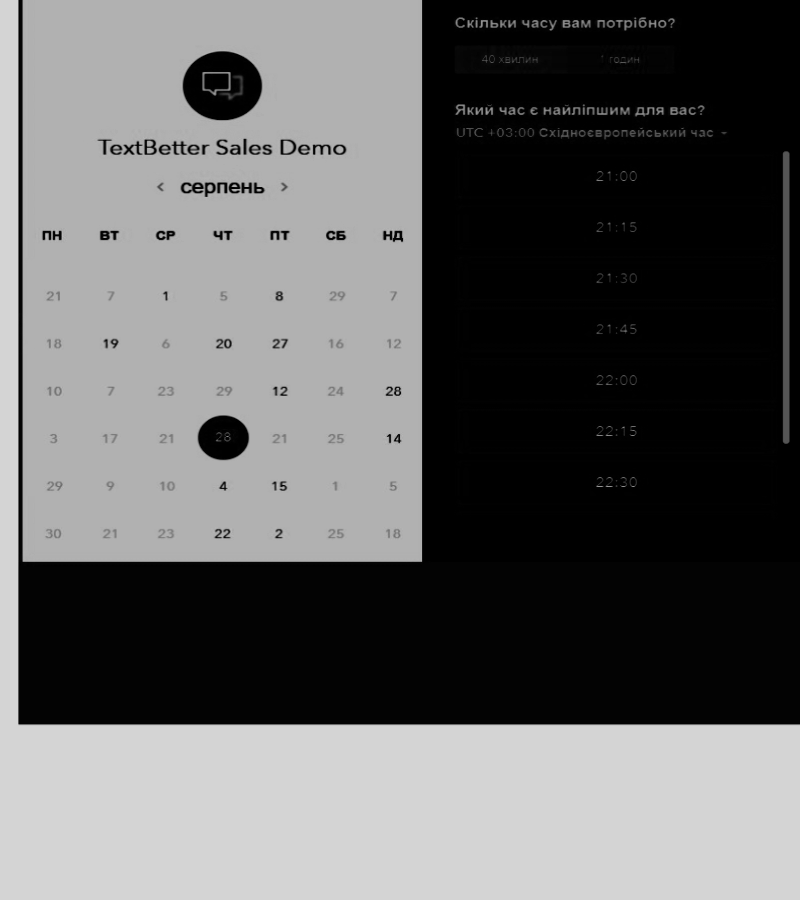 TextBetter Sales Demo
< серпень >
ПН ВТ СР ЧТ ПТ СБ НД
21 7 1 5 8 29 7
18 19 6 20 27 16 12
10 7 23 29 12 24 28
3 17 21 28 21 25 14
29 9 10 4 15 1 5
30 21 23 22 2 25 18
Скільки часу вам потрібно?
40 хвилин 1 годин
Який час є найліпшим для вас?
UTC +03:00 Східноєвропейський час
21:00
21:15
21:30
21:45
22:00
22:15
22:30